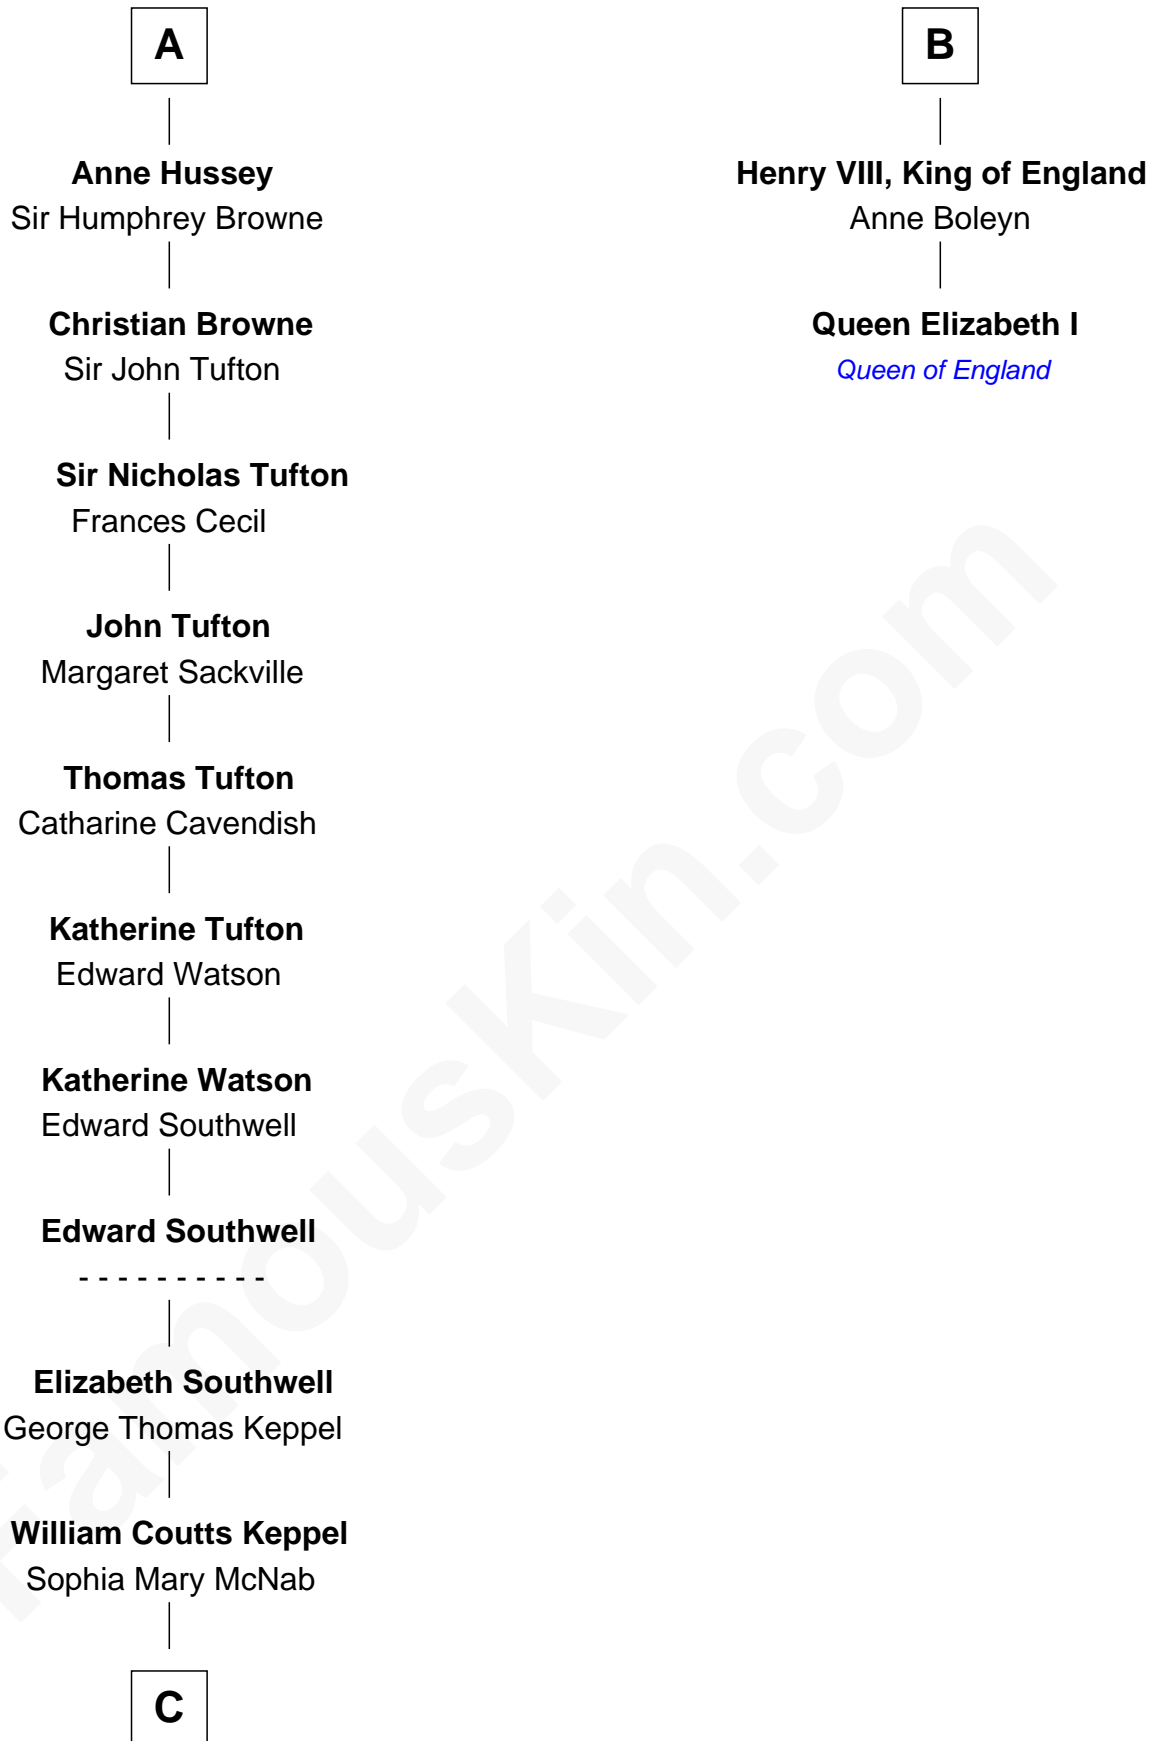 A
Anne Hussey
Sir Humphrey Browne
Christian Browne
Sir John Tufton
Sir Nicholas Tufton
Frances Cecil
John Tufton
Margaret Sackville
Thomas Tufton
Catharine Cavendish
Katherine Tufton
Edward Watson
Katherine Watson
Edward Southwell
Edward Southwell
- - - - - - - - - -
Elizabeth Southwell
George Thomas Keppel
William Coutts Keppel
Sophia Mary McNab
C
B
Henry VIII, King of England
Anne Boleyn
Queen Elizabeth I
Queen of England
FamousKin.com